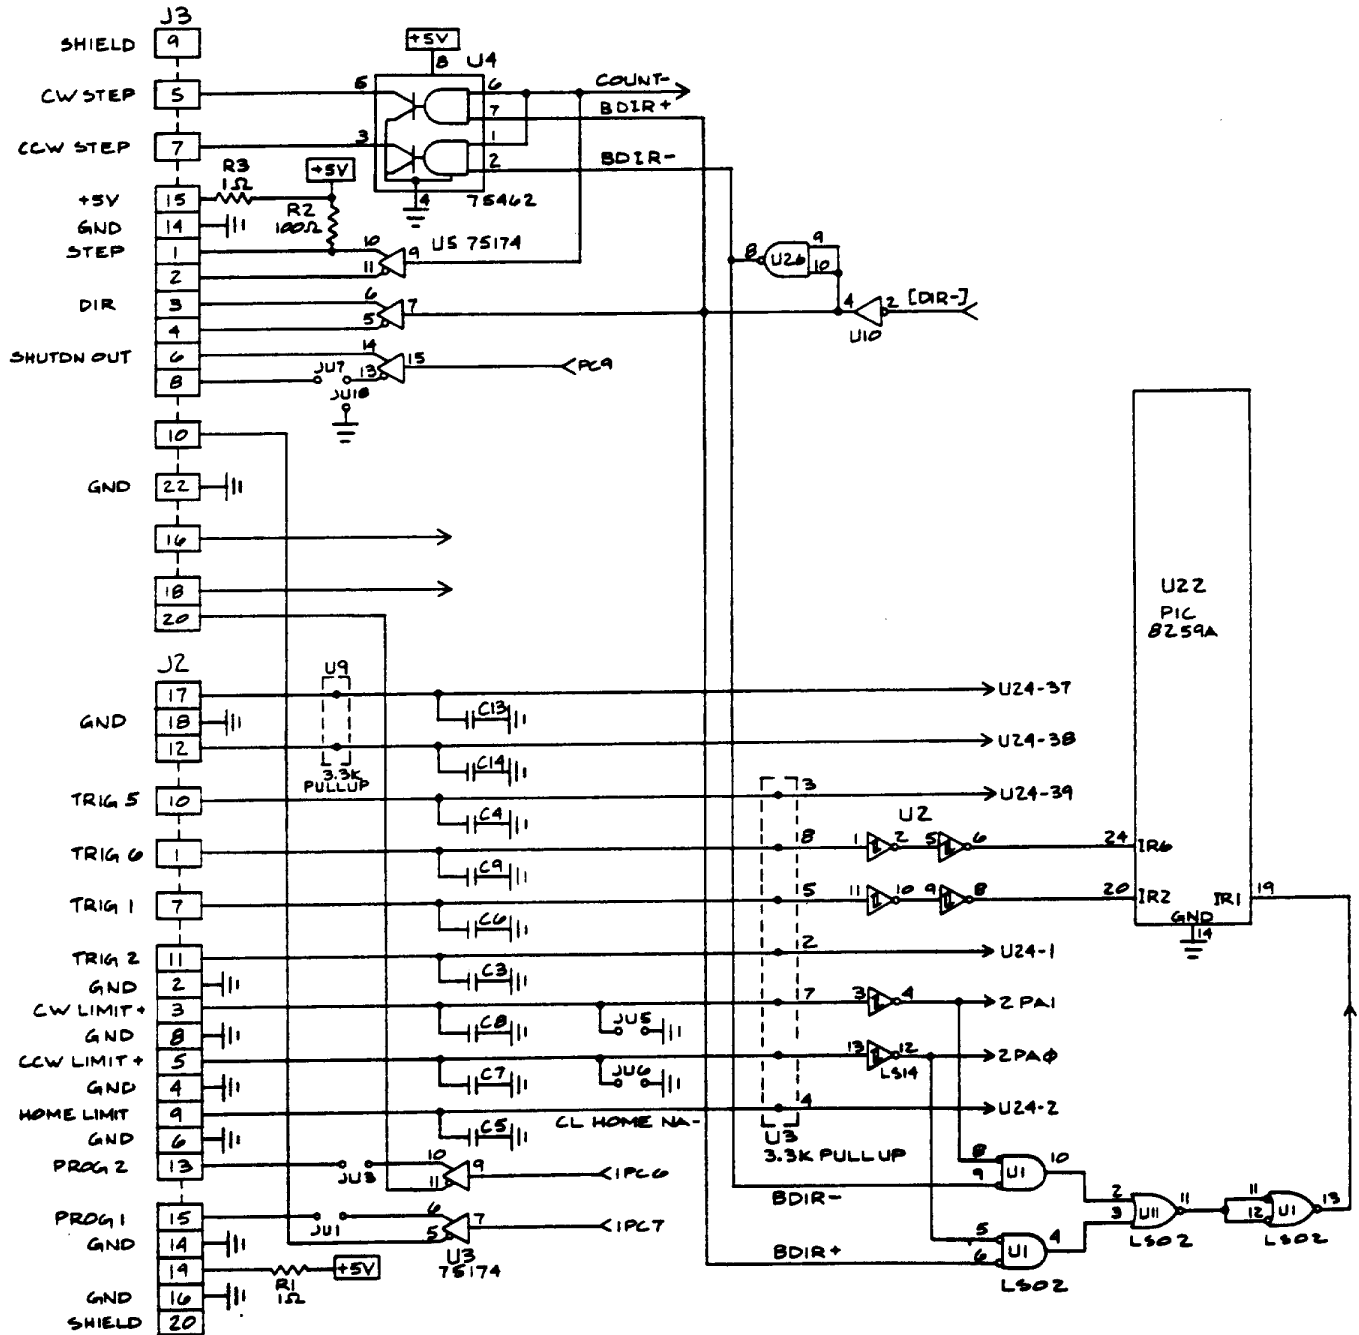 J3
SHIELD 9
+5V
8 U4
CW STEP 5
5 6 COUNT-
7 BDIR+
CCW STEP 7
3 1
2 BDIR-
4 75462
R3
1Ω
+5V
+5V 15
R2
100Ω
GND 14
STEP 1
10 9 U5 75174
2 11
8 U26 9
10
DIR 3
6 7
4 5
4 2 [DIR-]
U10
SHUTDN OUT 6
14 15 PC9
8 JU7 13
JU18
10
GND 22
16
18
20
U22
PIC
8259A
J2
U9
17 U24-37
GND 18 C13
12 U24-38
C14
3.3K
PULLUP
TRIG 5 10 3 U24-39
C4
U2
TRIG 6 1 8 1 2 5 6 24 IR6
C9
TRIG 1 7 5 11 10 9 8 20 IR2 IR1 19
GND
14
C6
TRIG 2 11 2 U24-1
GND 2 C3
CW LIMIT+ 3 7 3 4 2PA1
GND 8 C8 JU5
CCW LIMIT+ 5 13 12 2PA0
LS14
GND 4 C7 JU6
HOME LIMIT 9 4 U24-2
GND 6 C5 CL HOME NA-
U3
3.3K PULLUP
PROG 2 13 JU3 10 9 1PC6
11
8 U1 10
9
BDIR-
PROG 1 15 JU1 6 7 1PC7
5
U3
75174
GND 14
2 U11 11
3
LS02
11 U1 13
12
LS02
5 U1 4
6
BDIR+
LS02
19 R1
1Ω
+5V
GND 16
SHIELD 20